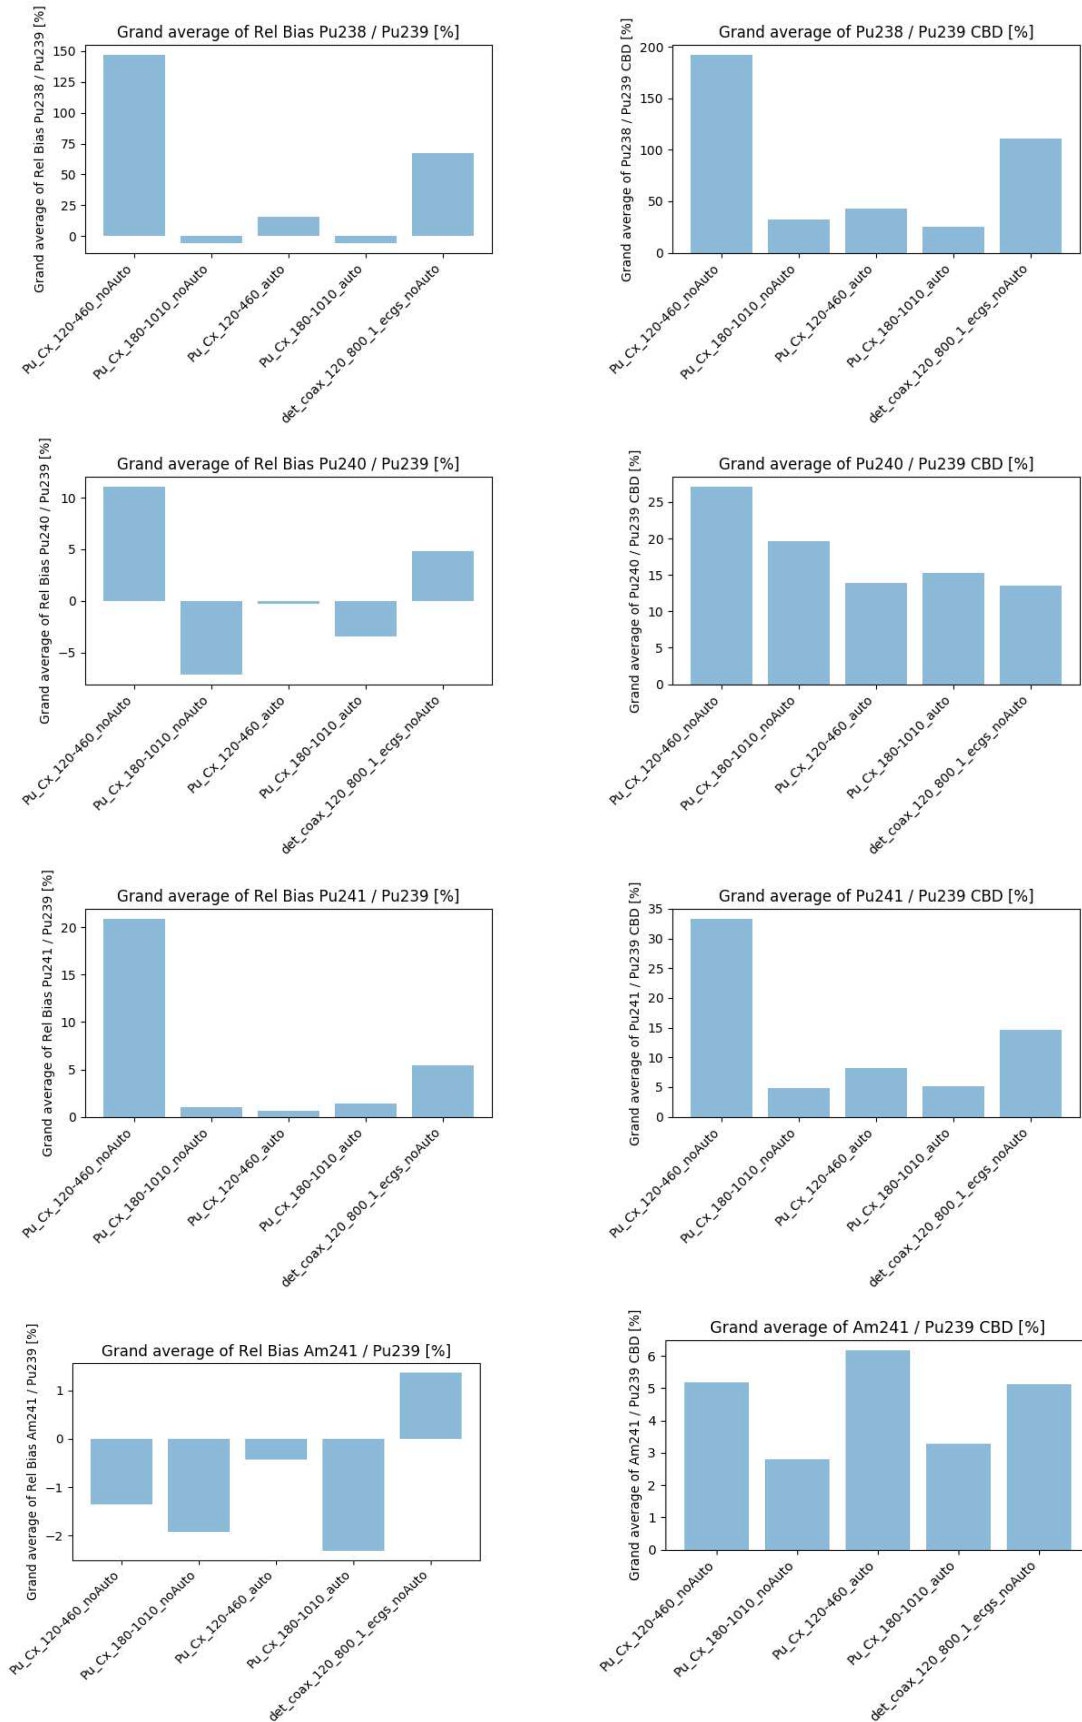 Grand average of Rel Bias Pu238 / Pu239 [%]
Grand average of Rel Bias Pu238 / Pu239 [%]
150
125
100
75
50
25
0
Pu_Cx_120-460_noAuto
Pu_Cx_180-1010_noAuto
Pu_Cx_120-460_auto
Pu_Cx_180-1010_auto
det_coax_120_800_1_ecgs_noAuto
Grand average of Pu238 / Pu239 CBD [%]
Grand average of Pu238 / Pu239 CBD [%]
200
150
100
50
0
Pu_Cx_120-460_noAuto
Pu_Cx_180-1010_noAuto
Pu_Cx_120-460_auto
Pu_Cx_180-1010_auto
det_coax_120_800_1_ecgs_noAuto
Grand average of Rel Bias Pu240 / Pu239 [%]
Grand average of Rel Bias Pu240 / Pu239 [%]
10
5
0
−5
Pu_Cx_120-460_noAuto
Pu_Cx_180-1010_noAuto
Pu_Cx_120-460_auto
Pu_Cx_180-1010_auto
det_coax_120_800_1_ecgs_noAuto
Grand average of Pu240 / Pu239 CBD [%]
Grand average of Pu240 / Pu239 CBD [%]
25
20
15
10
5
0
Pu_Cx_120-460_noAuto
Pu_Cx_180-1010_noAuto
Pu_Cx_120-460_auto
Pu_Cx_180-1010_auto
det_coax_120_800_1_ecgs_noAuto
Grand average of Rel Bias Pu241 / Pu239 [%]
Grand average of Rel Bias Pu241 / Pu239 [%]
20
15
10
5
0
Pu_Cx_120-460_noAuto
Pu_Cx_180-1010_noAuto
Pu_Cx_120-460_auto
Pu_Cx_180-1010_auto
det_coax_120_800_1_ecgs_noAuto
Grand average of Pu241 / Pu239 CBD [%]
Grand average of Pu241 / Pu239 CBD [%]
35
30
25
20
15
10
5
0
Pu_Cx_120-460_noAuto
Pu_Cx_180-1010_noAuto
Pu_Cx_120-460_auto
Pu_Cx_180-1010_auto
det_coax_120_800_1_ecgs_noAuto
Grand average of Rel Bias Am241 / Pu239 [%]
Grand average of Rel Bias Am241 / Pu239 [%]
1
0
−1
−2
Pu_Cx_120-460_noAuto
Pu_Cx_180-1010_noAuto
Pu_Cx_120-460_auto
Pu_Cx_180-1010_auto
det_coax_120_800_1_ecgs_noAuto
Grand average of Am241 / Pu239 CBD [%]
Grand average of Am241 / Pu239 CBD [%]
6
5
4
3
2
1
0
Pu_Cx_120-460_noAuto
Pu_Cx_180-1010_noAuto
Pu_Cx_120-460_auto
Pu_Cx_180-1010_auto
det_coax_120_800_1_ecgs_noAuto